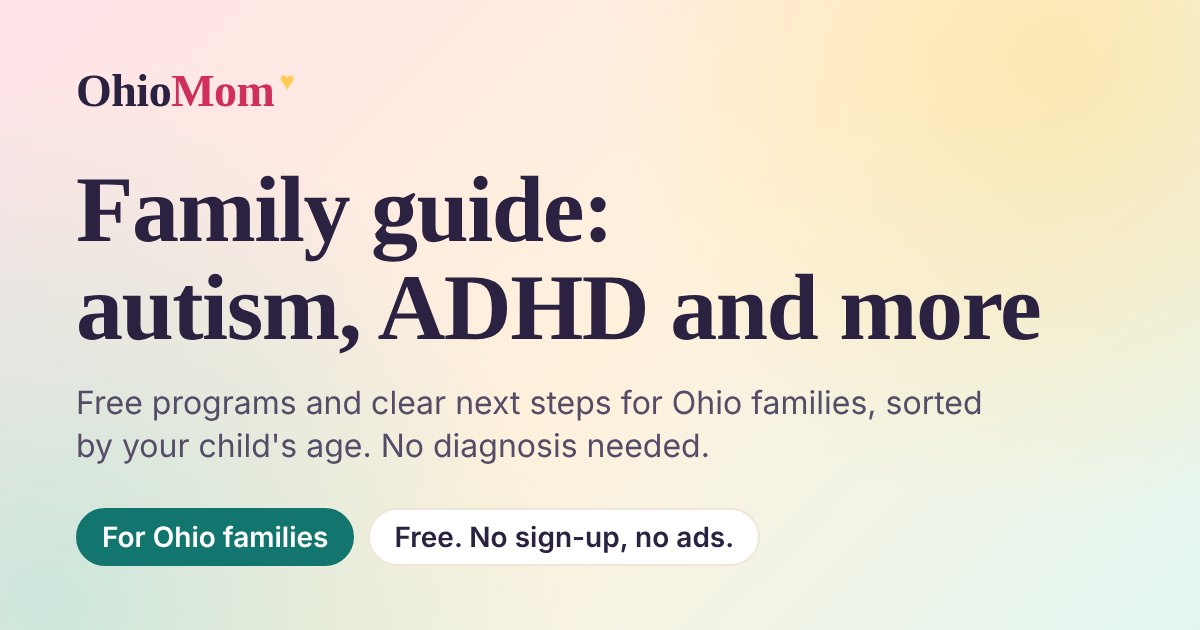 OhioMom♥
Family guide:
autism, ADHD and more
Free programs and clear next steps for Ohio families, sorted
by your child's age. No diagnosis needed.
For Ohio families
Free. No sign-up, no ads.